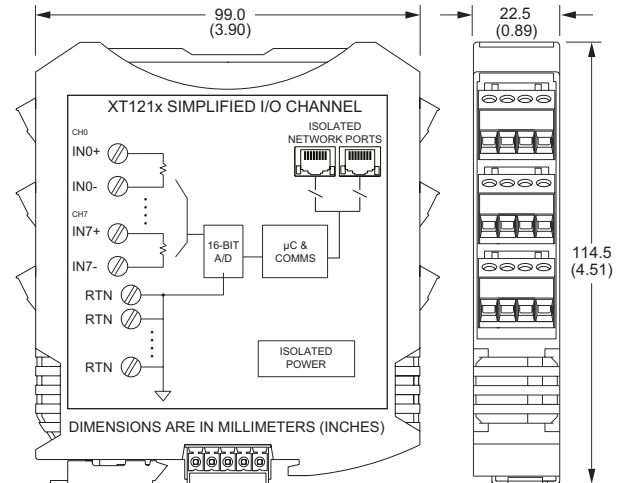 99.0
(3.90)
22.5
(0.89)
XT121x SIMPLIFIED I/O CHANNEL
ISOLATED
NETWORK PORTS
CH0
IN0+
IN0-
CH7
IN7+
IN7-
16-BIT
A/D
µC &
COMMS
RTN
RTN
RTN
ISOLATED
POWER
114.5
(4.51)
DIMENSIONS ARE IN MILLIMETERS (INCHES)